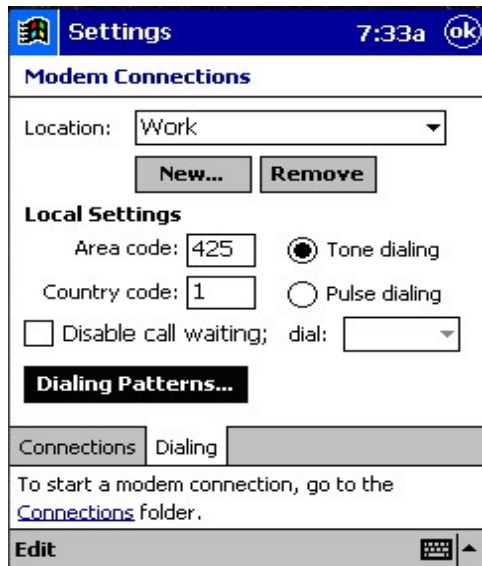 Settings 7:33a ok
Modem Connections
Location: Work
New... Remove
Local Settings
Area code: 425 Tone dialing
Country code: 1 Pulse dialing
Disable call waiting; dial:
Dialing Patterns...
Connections Dialing
To start a modem connection, go to the
Connections folder.
Edit